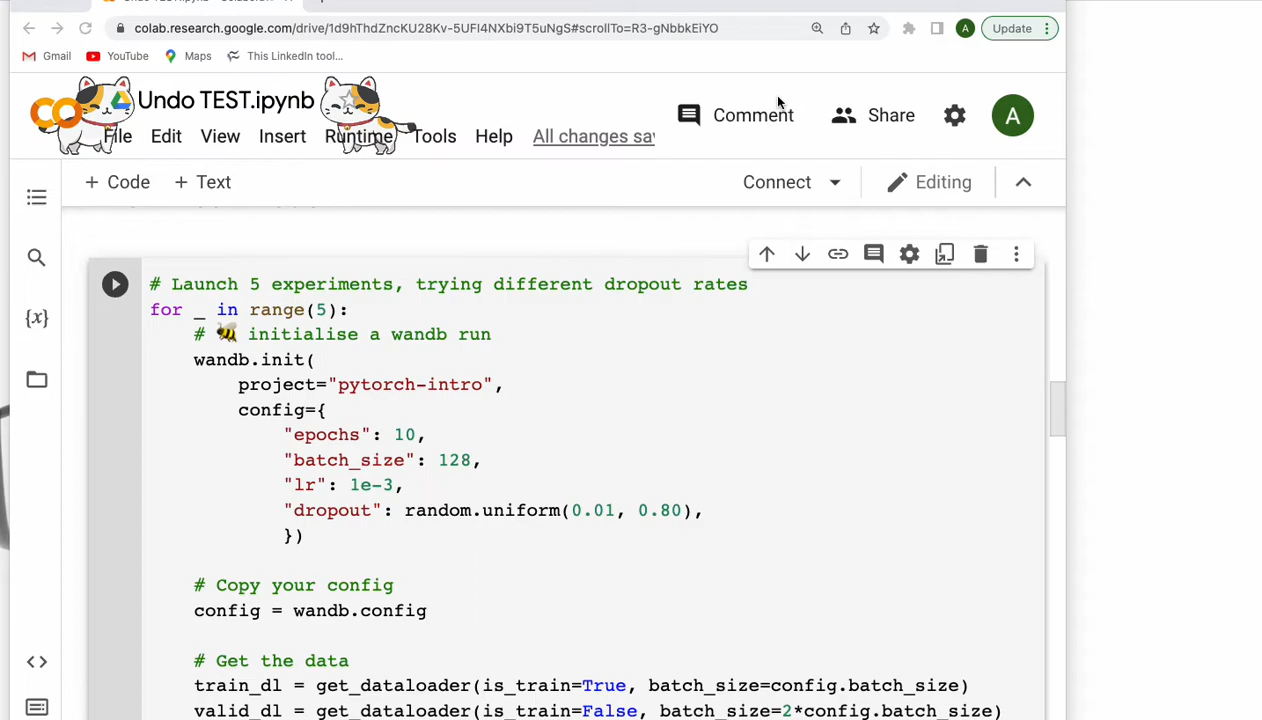 colab.research.google.com/drive/1d9hThdZncKU28Kv-5UFl4NXbi9T5uNgS#scrollTo=R3-gNbbkEiYO
A
Update
Gmail
YouTube
Maps
This LinkedIn tool...
Undo TEST.ipynb
Comment
Share
A
File Edit View Insert Runtime Tools Help All changes sav
+ Code + Text
Connect
Editing
# Launch 5 experiments, trying different dropout rates
for _ in range(5):
# 🐝 initialise a wandb run
wandb.init(
project="pytorch-intro",
config={
"epochs": 10,
"batch_size": 128,
"lr": 1e-3,
"dropout": random.uniform(0.01, 0.80),
})
# Copy your config
config = wandb.config
# Get the data
train_dl = get_dataloader(is_train=True, batch_size=config.batch_size)
valid_dl = get_dataloader(is_train=False, batch_size=2*config.batch_size)